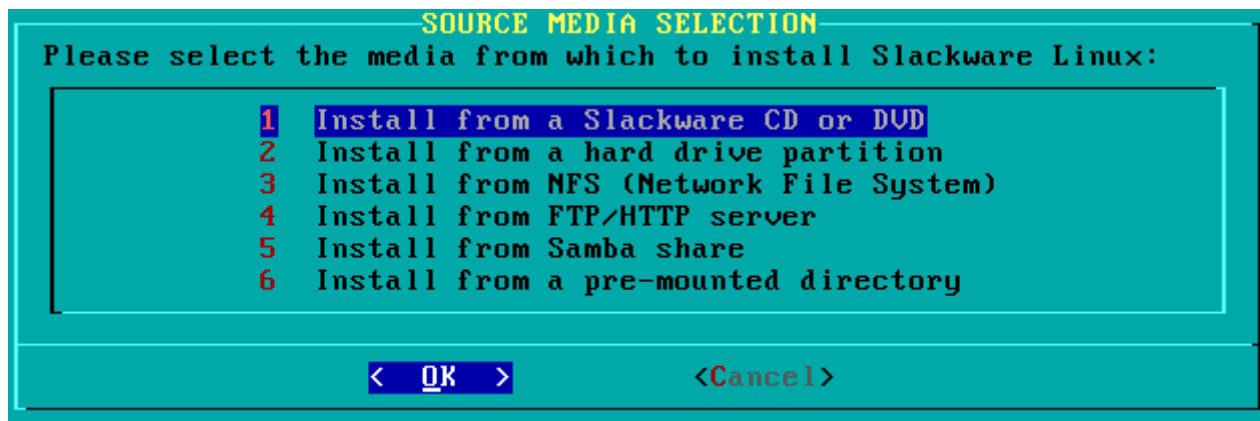 SOURCE MEDIA SELECTION
Please select the media from which to install Slackware Linux:
1 Install from a Slackware CD or DVD
2 Install from a hard drive partition
3 Install from NFS (Network File System)
4 Install from FTP/HTTP server
5 Install from Samba share
6 Install from a pre-mounted directory
< OK > <Cancel>